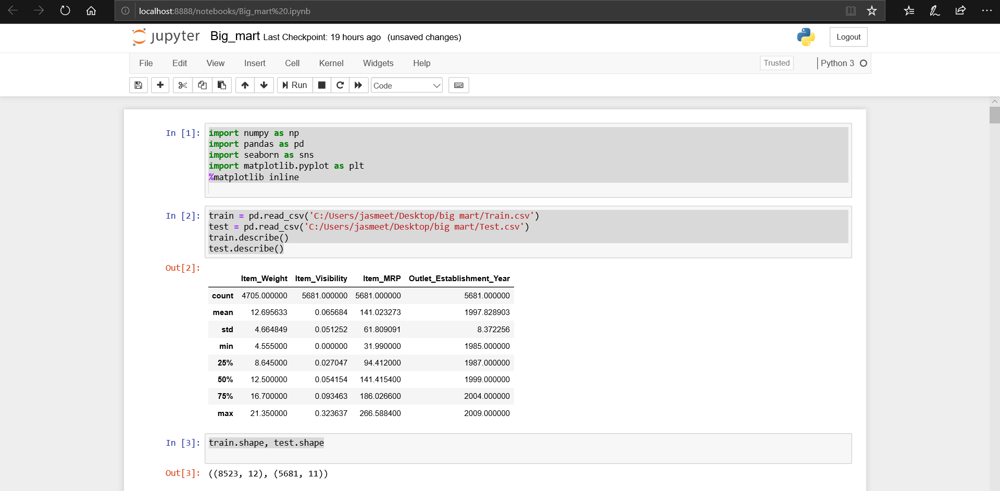 localhost:8888/notebooks/Big_mart%20.ipynb
jupyter Big_mart Last Checkpoint: 19 hours ago (unsaved changes) Logout
File Edit View Insert Cell Kernel Widgets Help Trusted Python 3
Run Code
In [1]: import numpy as np
import pandas as pd
import seaborn as sns
import matplotlib.pyplot as plt
%matplotlib inline
In [2]: train = pd.read_csv('C:/Users/jasmeet/Desktop/big mart/Train.csv')
test = pd.read_csv('C:/Users/jasmeet/Desktop/big mart/Test.csv')
train.describe()
test.describe()
Out[2]:
Item_Weight Item_Visibility Item_MRP Outlet_Establishment_Year
count 4705.000000 5681.000000 5681.000000 5681.000000
mean 12.695633 0.065684 141.023273 1997.828903
std 4.664849 0.051252 61.809091 8.372256
min 4.555000 0.000000 31.990000 1985.000000
25% 8.645000 0.027047 94.412000 1987.000000
50% 12.500000 0.054154 141.415400 1999.000000
75% 16.700000 0.093463 186.026600 2004.000000
max 21.350000 0.323637 266.588400 2009.000000
In [3]: train.shape, test.shape
Out[3]: ((8523, 12), (5681, 11))